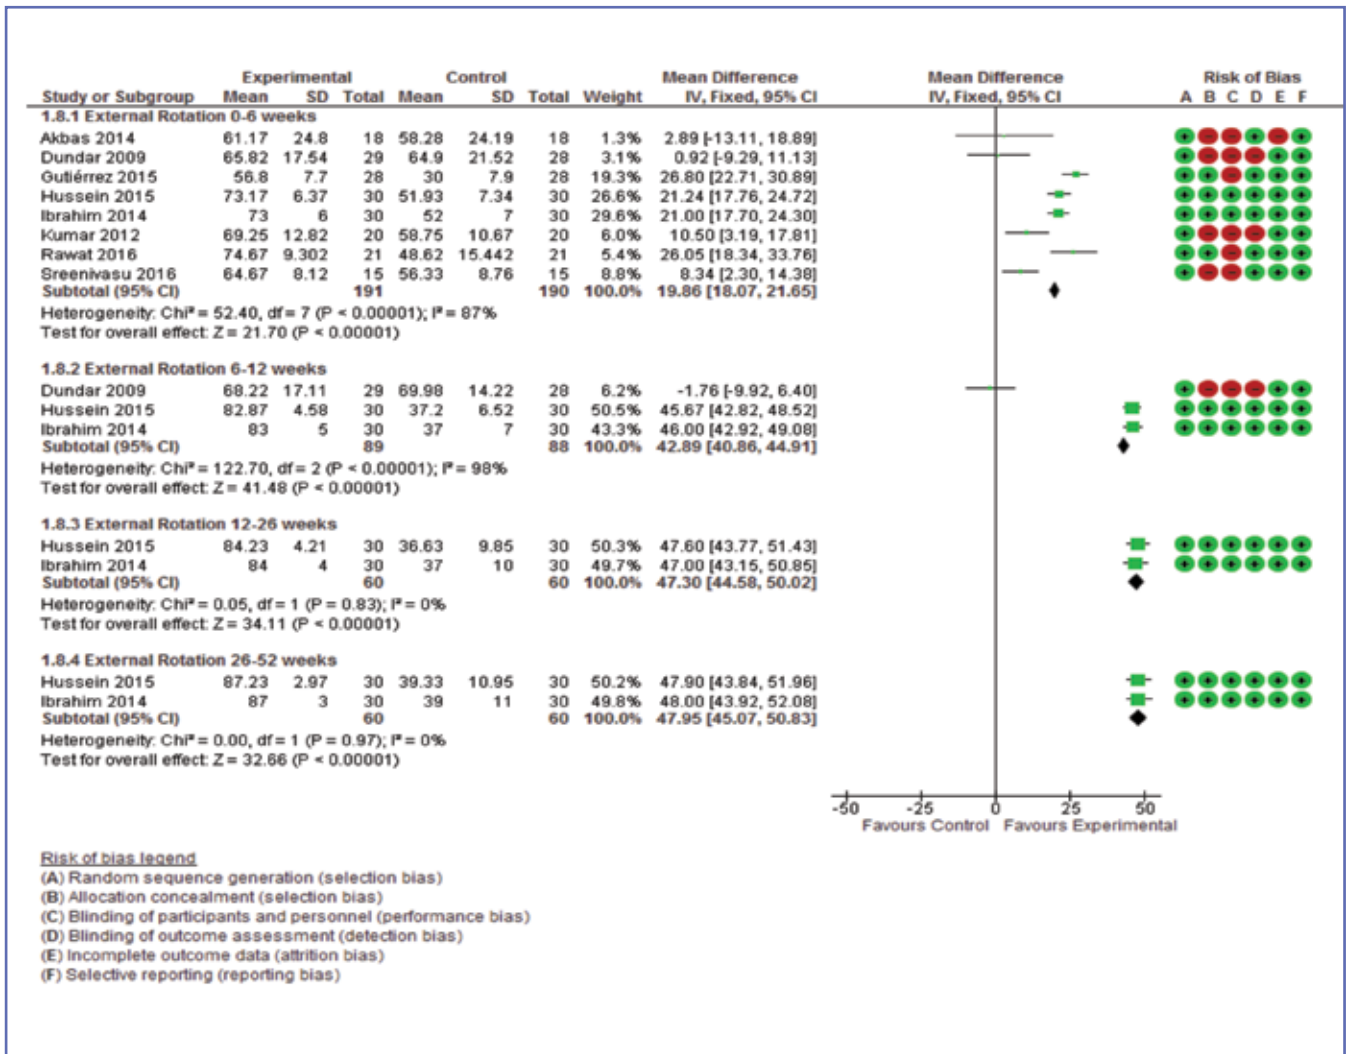 Experimental Control Mean Difference Mean Difference Risk of Bias
Study or Subgroup Mean SD Total Mean SD Total Weight IV, Fixed, 95% CI IV, Fixed, 95% CI A B C D E F
1.8.1 External Rotation 0-6 weeks
Akbas 2014 61.17 24.8 18 58.28 24.19 18 1.3% 2.89 [-13.11, 18.89]
Dundar 2009 65.82 17.54 29 64.9 21.52 28 3.1% 0.92 [-9.29, 11.13]
Gutiérrez 2015 56.8 7.7 28 30 7.9 28 19.3% 26.80 [22.71, 30.89]
Hussein 2015 73.17 6.37 30 51.93 7.34 30 26.6% 21.24 [17.76, 24.72]
Ibrahim 2014 73 6 30 52 7 30 29.6% 21.00 [17.70, 24.30]
Kumar 2012 69.25 12.82 20 58.75 10.67 20 6.0% 10.50 [3.19, 17.81]
Rawat 2016 74.67 9.302 21 48.62 15.442 21 5.4% 26.05 [18.34, 33.76]
Sreenivasu 2016 64.67 8.12 15 56.33 8.76 15 8.8% 8.34 [2.30, 14.38]
Subtotal (95% CI) 191 190 100.0% 19.86 [18.07, 21.65]
Heterogeneity: Chi² = 52.40, df = 7 (P < 0.00001); I² = 87%
Test for overall effect: Z = 21.70 (P < 0.00001)
1.8.2 External Rotation 6-12 weeks
Dundar 2009 68.22 17.11 29 69.98 14.22 28 6.2% -1.76 [-9.92, 6.40]
Hussein 2015 82.87 4.58 30 37.2 6.52 30 50.5% 45.67 [42.82, 48.52]
Ibrahim 2014 83 5 30 37 7 30 43.3% 46.00 [42.92, 49.08]
Subtotal (95% CI) 89 88 100.0% 42.89 [40.86, 44.91]
Heterogeneity: Chi² = 122.70, df = 2 (P < 0.00001); I² = 98%
Test for overall effect: Z = 41.48 (P < 0.00001)
1.8.3 External Rotation 12-26 weeks
Hussein 2015 84.23 4.21 30 36.63 9.85 30 50.3% 47.60 [43.77, 51.43]
Ibrahim 2014 84 4 30 37 10 30 49.7% 47.00 [43.15, 50.85]
Subtotal (95% CI) 60 60 100.0% 47.30 [44.58, 50.02]
Heterogeneity: Chi² = 0.05, df = 1 (P = 0.83); I² = 0%
Test for overall effect: Z = 34.11 (P < 0.00001)
1.8.4 External Rotation 26-52 weeks
Hussein 2015 87.23 2.97 30 39.33 10.95 30 50.2% 47.90 [43.84, 51.96]
Ibrahim 2014 87 3 30 39 11 30 49.8% 48.00 [43.92, 52.08]
Subtotal (95% CI) 60 60 100.0% 47.95 [45.07, 50.83]
Heterogeneity: Chi² = 0.00, df = 1 (P = 0.97); I² = 0%
Test for overall effect: Z = 32.66 (P < 0.00001)
-50 -25 0 25 50
Favours Control Favours Experimental
Risk of bias legend
(A) Random sequence generation (selection bias)
(B) Allocation concealment (selection bias)
(C) Blinding of participants and personnel (performance bias)
(D) Blinding of outcome assessment (detection bias)
(E) Incomplete outcome data (attrition bias)
(F) Selective reporting (reporting bias)